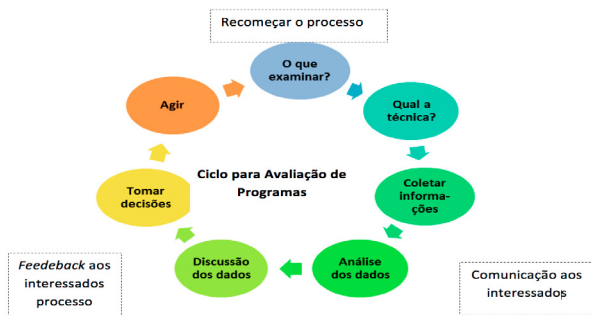 Recomeçar o processo
O que
examinar?
Qual a
técnica?
Coletar
informa-
ções
Análise
dos dados
Discussão
dos dados
Tomar
decisões
Agir
Ciclo para Avaliação de
Programas
Feedeback aos
interessados
processo
Comunicação aos
interessados